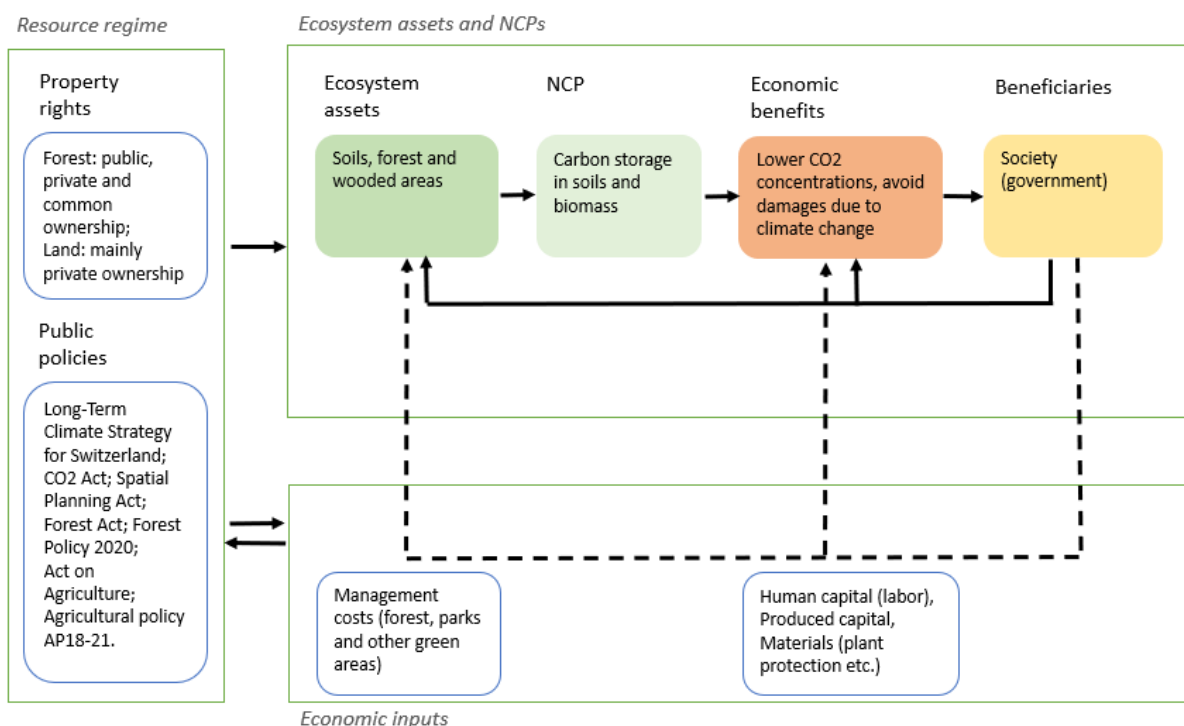 Resource regime
Property
rights
Forest: public,
private and
common
ownership;
Land: mainly
private ownership
Public
policies
Long-Term
Climate Strategy
for Switzerland;
CO2 Act; Spatial
Planning Act;
Forest Act; Forest
Policy 2020;
Act on
Agriculture;
Agricultural policy
AP18-21.
Ecosystem assets and NCPs
Ecosystem
assets
Soils, forest and
wooded areas
NCP
Carbon storage
in soils and
biomass
Economic
benefits
Lower CO2
concentrations, avoid
damages due to
climate change
Beneficiaries
Society
(government)
Management
costs (forest, parks
and other green
areas)
Human capital (labor),
Produced capital,
Materials (plant
protection etc.)
Economic inputs